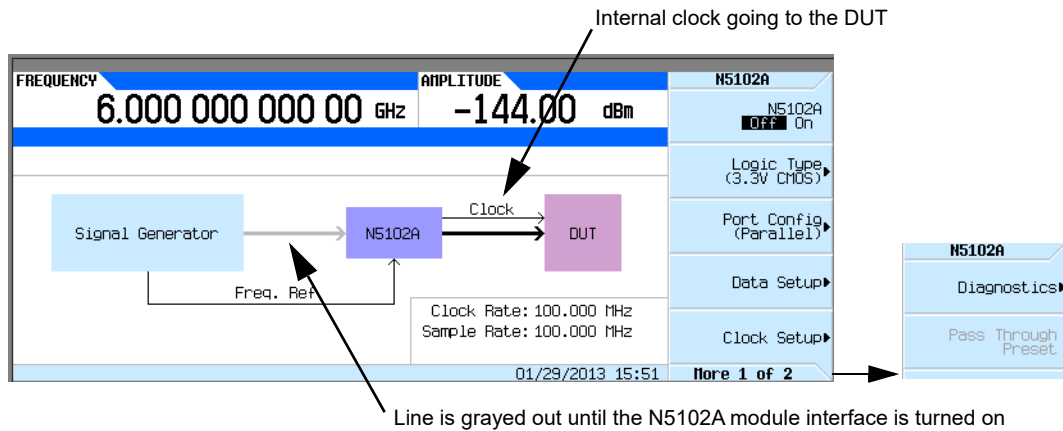 Internal clock going to the DUT
FREQUENCY
6.000 000 000 00 GHz
AMPLITUDE
-144.00 dBm
N5102A
N5102A
Off On
Logic Type
(3.3V CMOS)
Port Config
(Parallel)
Data Setup
Clock Setup
More 1 of 2
Signal Generator
N5102A
Clock
DUT
Freq. Ref
Clock Rate: 100.000 MHz
Sample Rate: 100.000 MHz
01/29/2013 15:51
N5102A
Diagnostics
Pass Through
Preset
Line is grayed out until the N5102A module interface is turned on